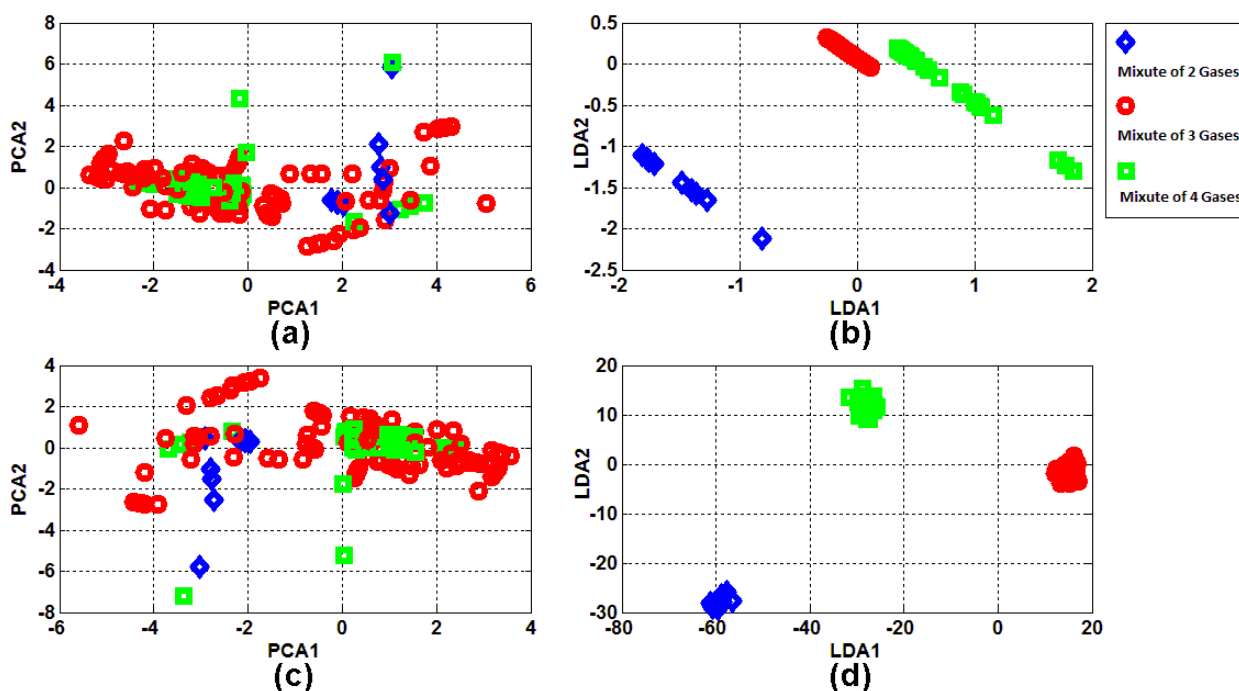 8
6
4
2
0
-2
-4
PCA2
-4 -2 0 2 4 6
PCA1
(a)
0.5
0
-0.5
-1
-1.5
-2
-2.5
LDA2
-2 -1 0 1 2
LDA1
(b)
Mixute of 2 Gases
Mixute of 3 Gases
Mixute of 4 Gases
4
2
0
-2
-4
-6
-8
PCA2
-6 -4 -2 0 2 4
PCA1
(c)
20
10
0
-10
-20
-30
LDA2
-80 -60 -40 -20 0 20
LDA1
(d)